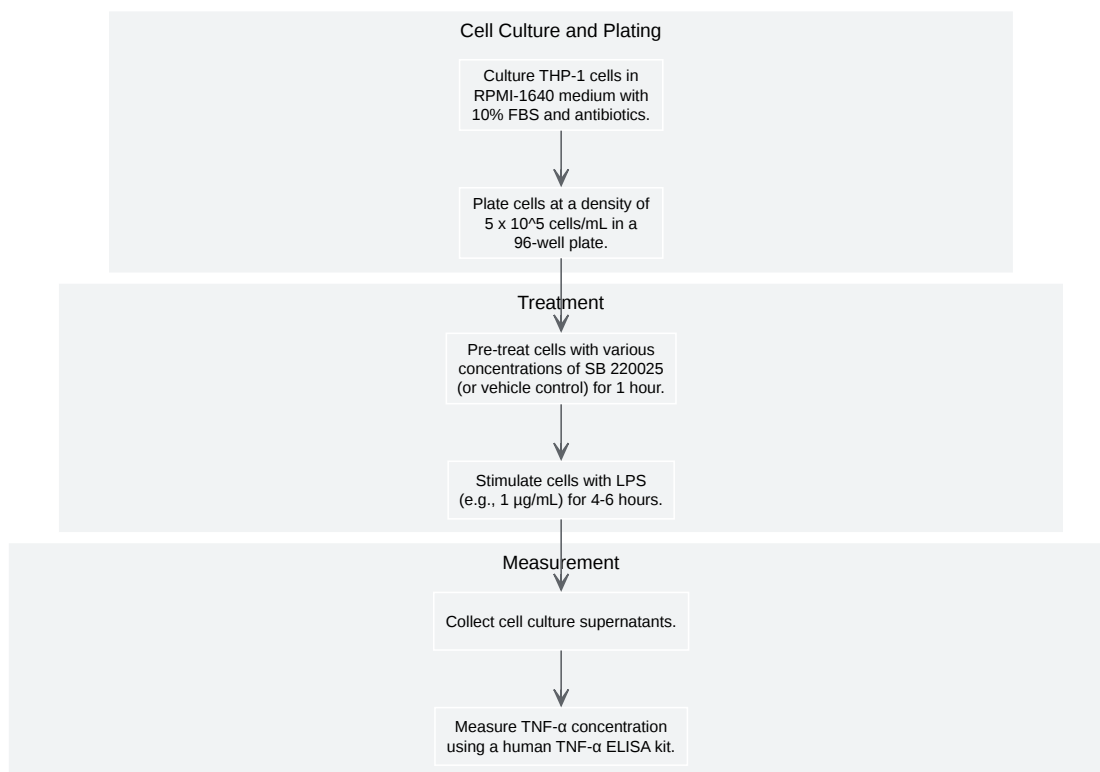 Cell Culture and Plating
Culture THP-1 cells in
RPMI-1640 medium with
10% FBS and antibiotics.
Plate cells at a density of
5 x 10^5 cells/mL in a
96-well plate.
Treatment
Pre-treat cells with various
concentrations of SB 220025
(or vehicle control) for 1 hour.
Stimulate cells with LPS
(e.g., 1 µg/mL) for 4-6 hours.
Measurement
Collect cell culture supernatants.
Measure TNF-α concentration
using a human TNF-α ELISA kit.